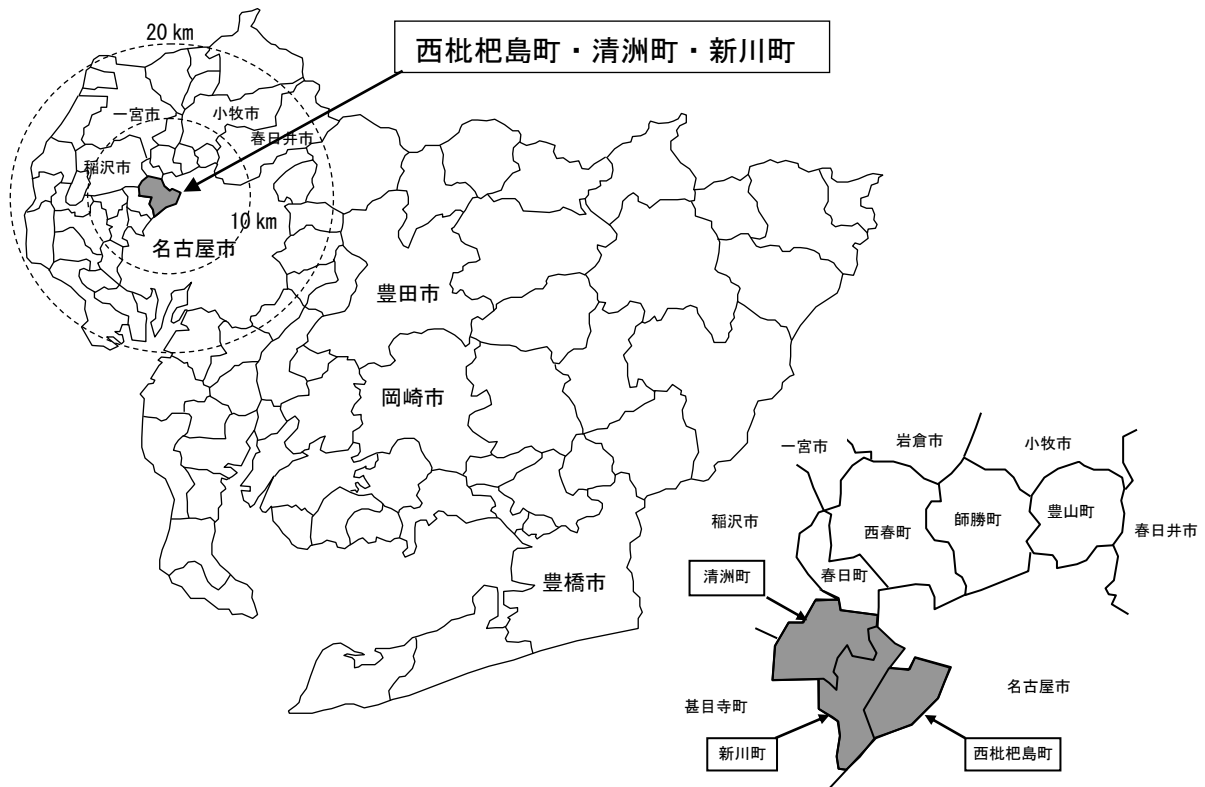 20 km
西枇杷島町・清洲町・新川町
一宮市
小牧市
春日井市
稲沢市
10 km
名古屋市
豊田市
岡崎市
豊橋市
一宮市
岩倉市
小牧市
稲沢市
西春町
師勝町
豊山町
春日井市
清洲町
春日町
甚目寺町
名古屋市
新川町
西枇杷島町